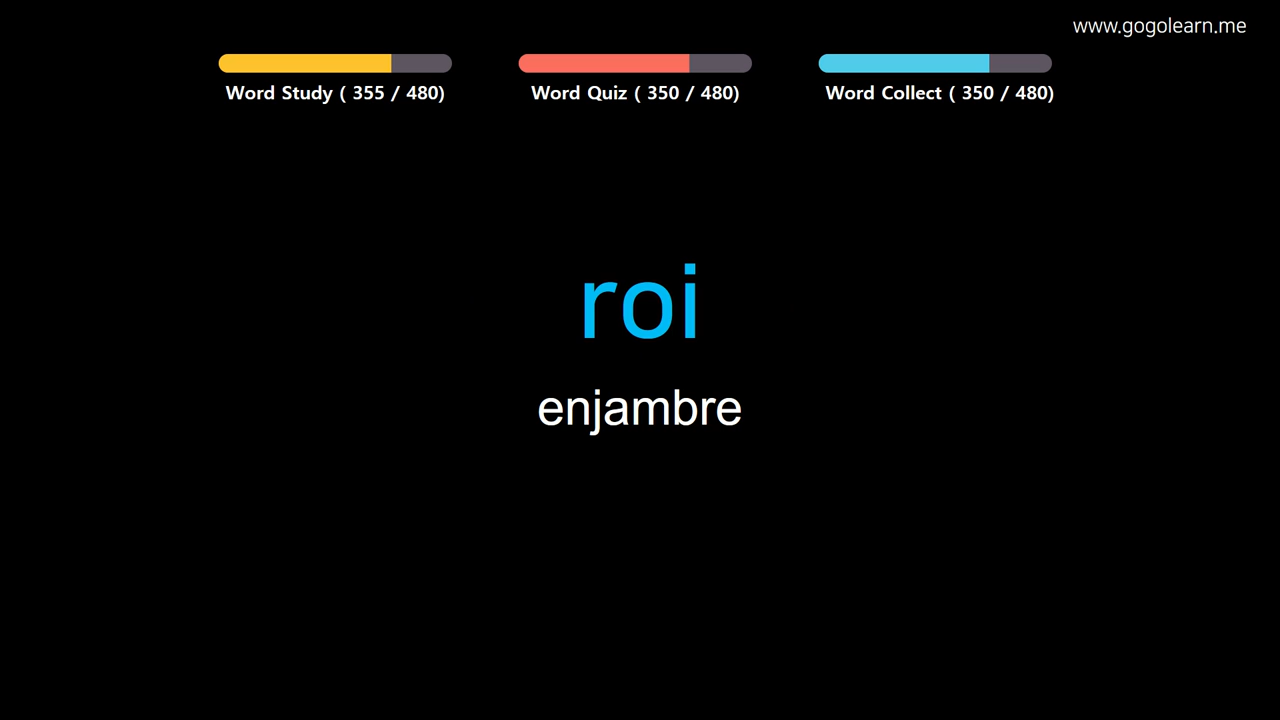 www.gogolearn.me
Word Study ( 355 / 480)
Word Quiz ( 350 / 480)
Word Collect ( 350 / 480)
roi
enjambre